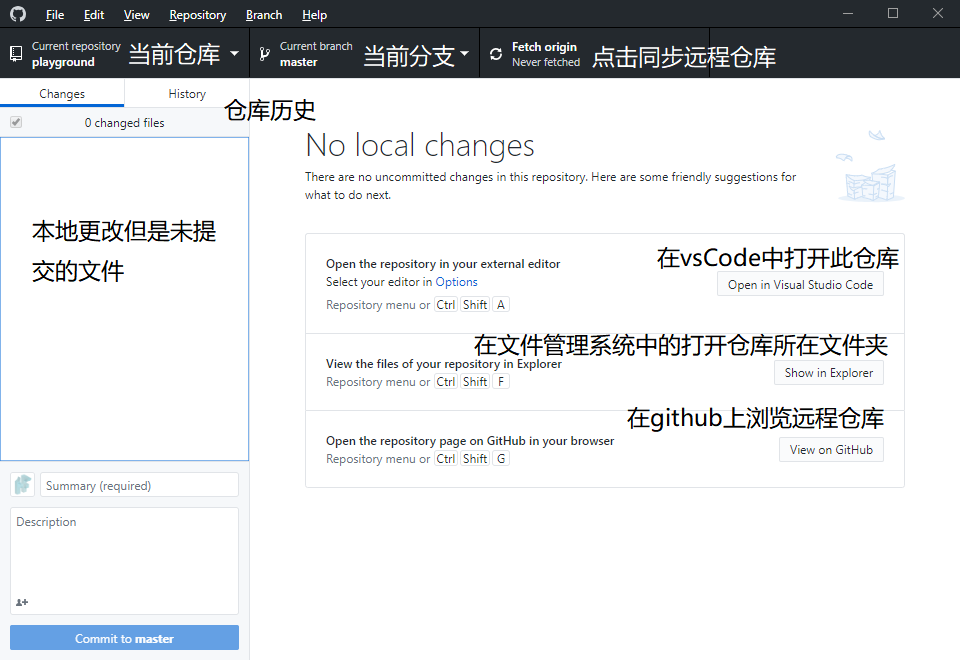 File Edit View Repository Branch Help
Current repository
playground
当前仓库
Current branch
master
当前分支
Fetch origin
Never fetched
点击同步远程仓库
Changes
History
仓库历史
0 changed files
本地更改但是未提
交的文件
Summary (required)
Description
Commit to master
No local changes
There are no uncommitted changes in this repository. Here are some friendly suggestions for
what to do next.
在vsCode中打开此仓库
Open the repository in your external editor
Select your editor in Options
Repository menu or Ctrl Shift A
Open in Visual Studio Code
在文件管理系统中的打开仓库所在文件夹
View the files of your repository in Explorer
Repository menu or Ctrl Shift F
Show in Explorer
在github上浏览远程仓库
Open the repository page on GitHub in your browser
Repository menu or Ctrl Shift G
View on GitHub